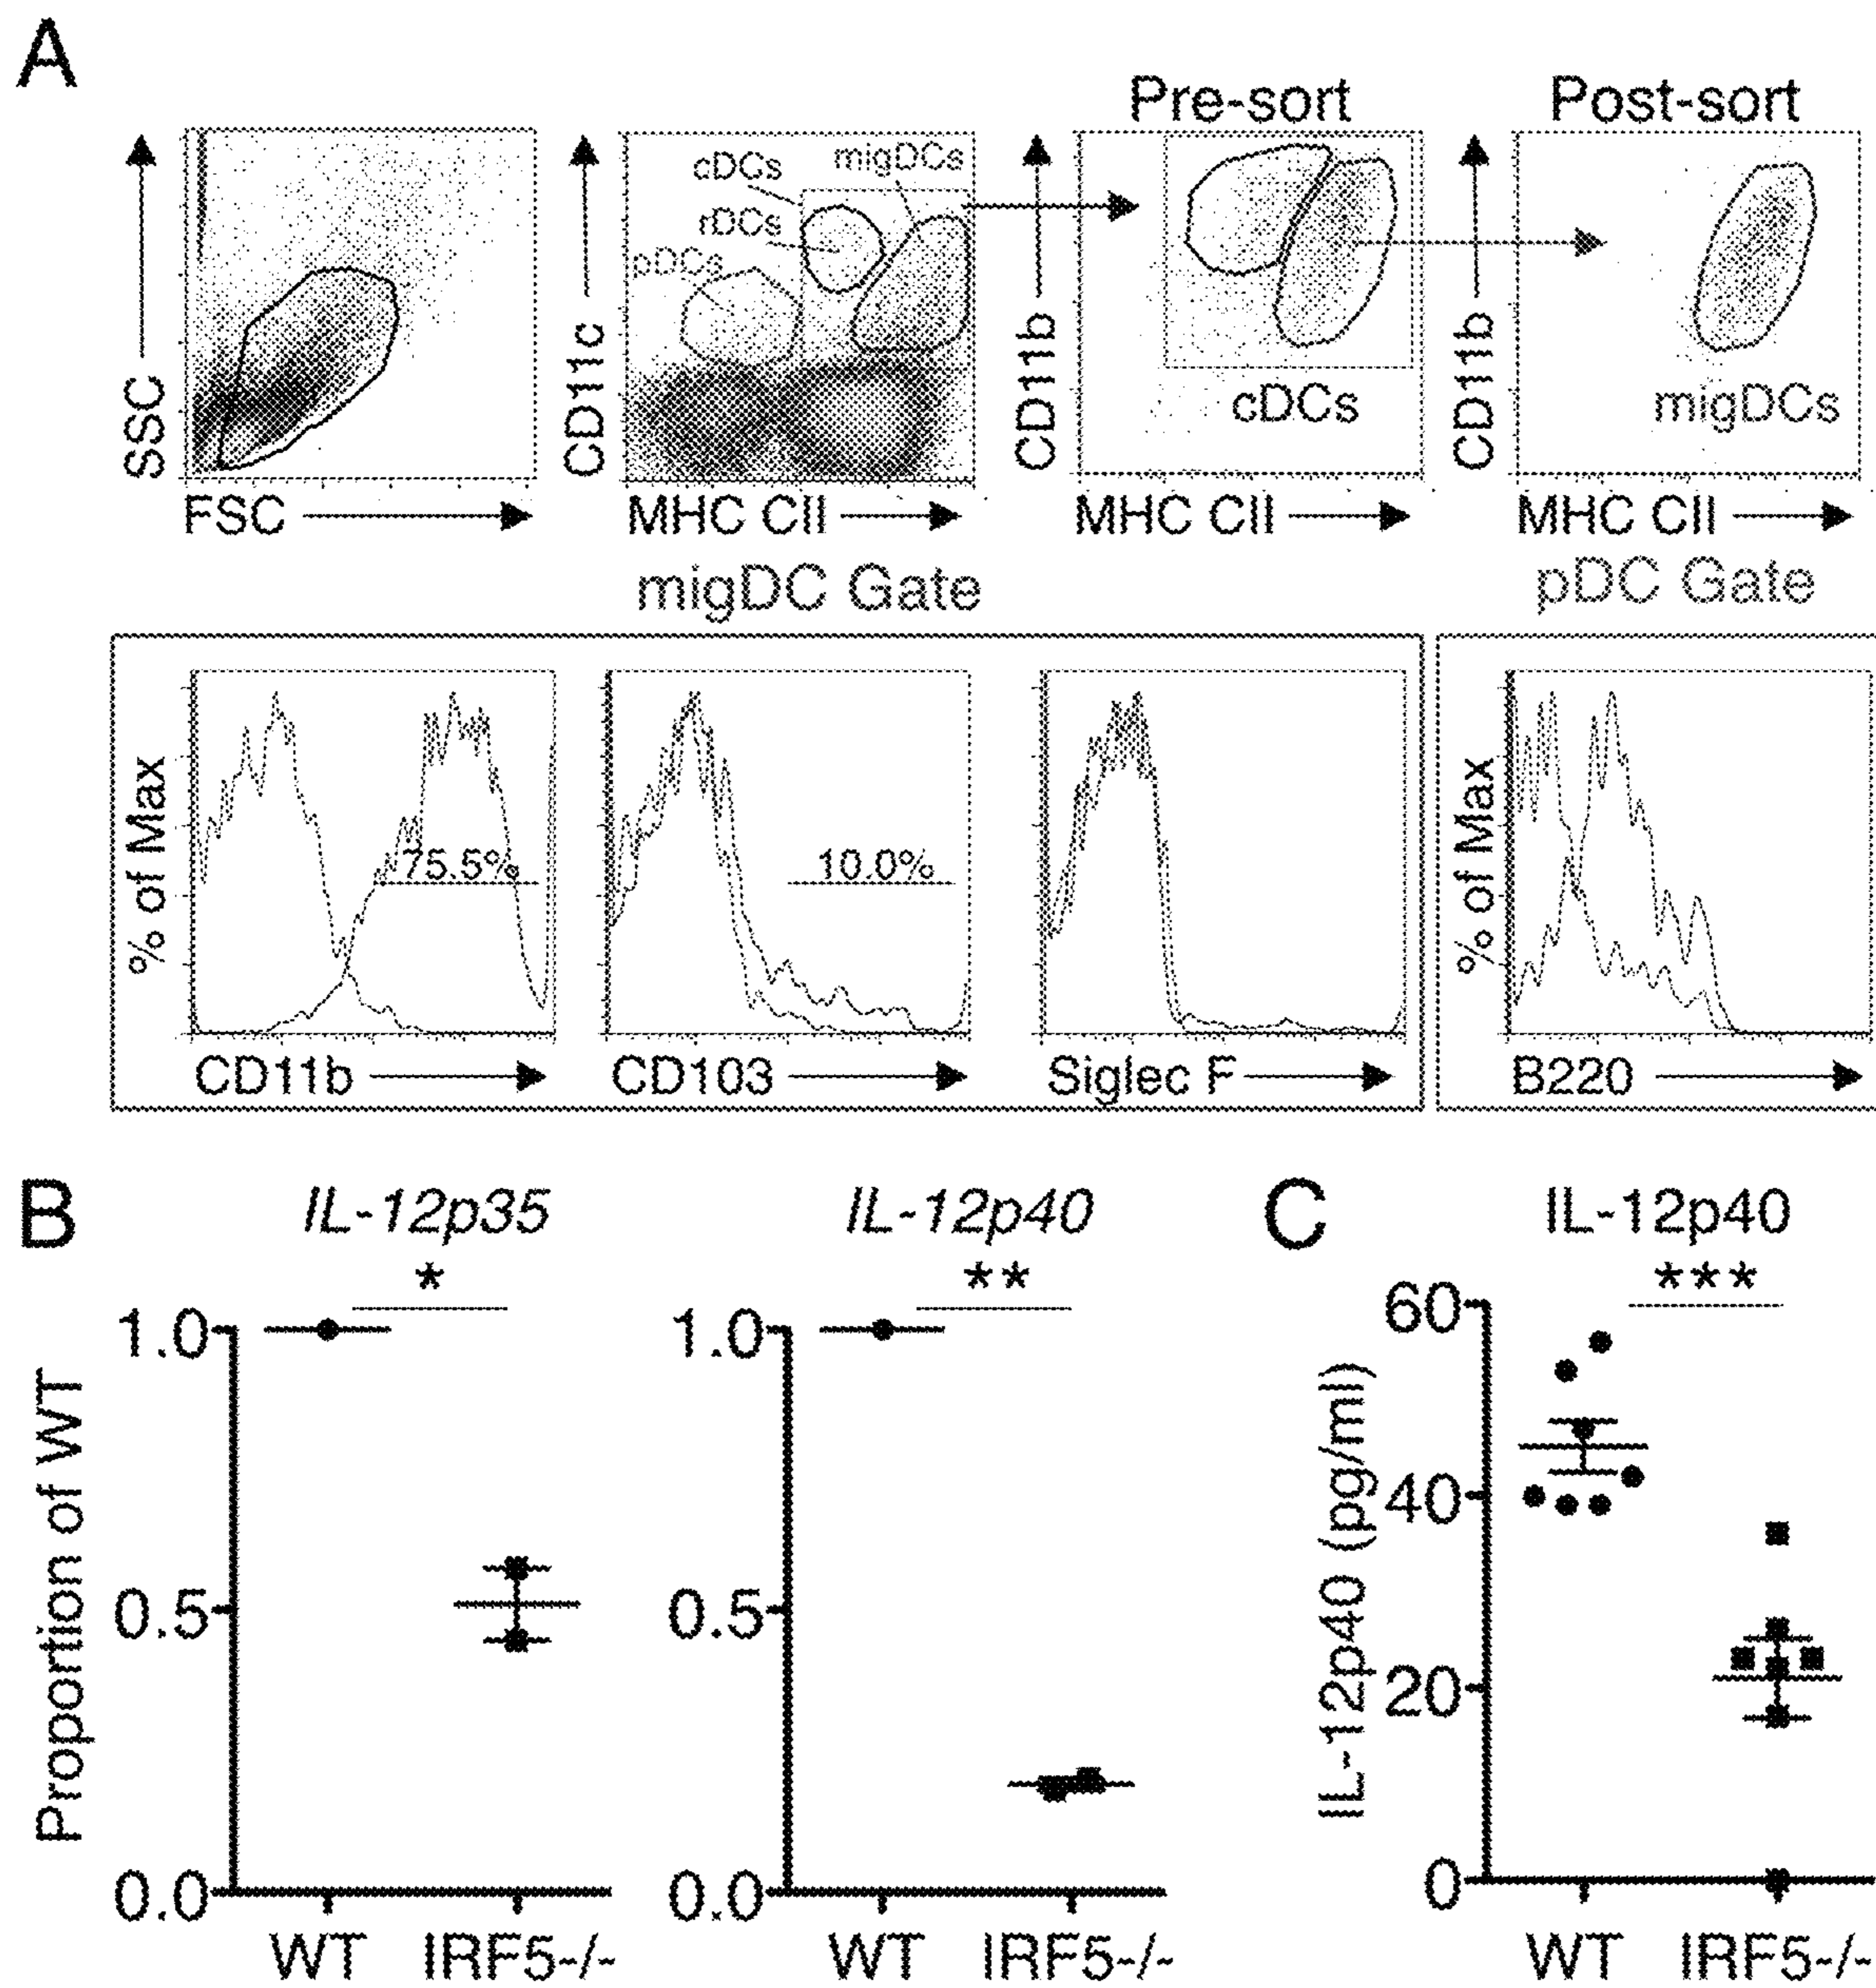 A
Pre-sort
Post-sort
SSC
FSC
CD11c
cDCs
migDCs
rDCs
pDCs
MHC CII
CD11b
cDCs
MHC CII
CD11b
migDCs
MHC CII
migDC Gate
pDC Gate
% of Max
75.5%
CD11b
10.0%
CD103
Siglec F
% of Max
B220
B
IL-12p35
*
Proportion of WT
1.0
0.5
0.0
WT IRF5-/-
IL-12p40
**
1.0
0.5
0.0
WT IRF5-/-
C
IL-12p40
***
IL-12p40 (pg/ml)
60
40
20
0
WT IRF5-/-